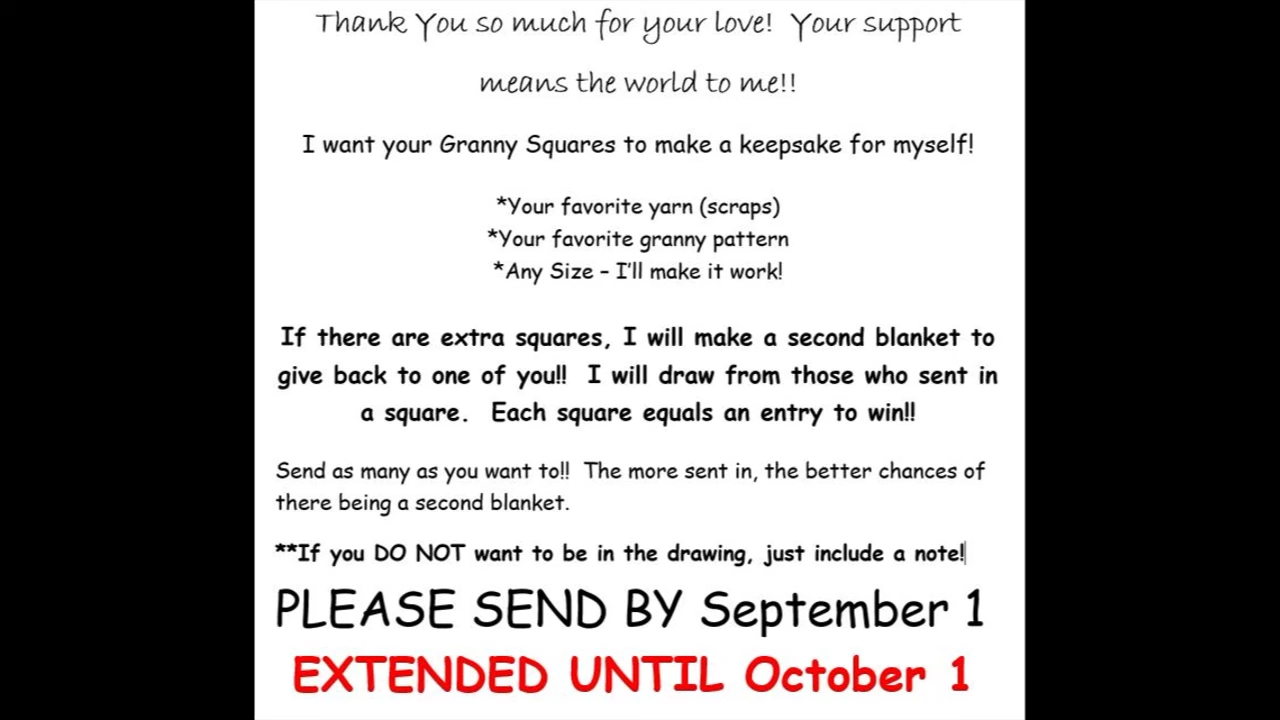 Thank You so much for your love!  Your support
means the world to me!!
I want your Granny Squares to make a keepsake for myself!
*Your favorite yarn (scraps)
*Your favorite granny pattern
*Any Size – I'll make it work!
If there are extra squares, I will make a second blanket to
give back to one of you!!  I will draw from those who sent in
a square.  Each square equals an entry to win!!
Send as many as you want to!!  The more sent in, the better chances of
there being a second blanket.
**If you DO NOT want to be in the drawing, just include a note!
PLEASE SEND BY September 1
EXTENDED UNTIL October 1